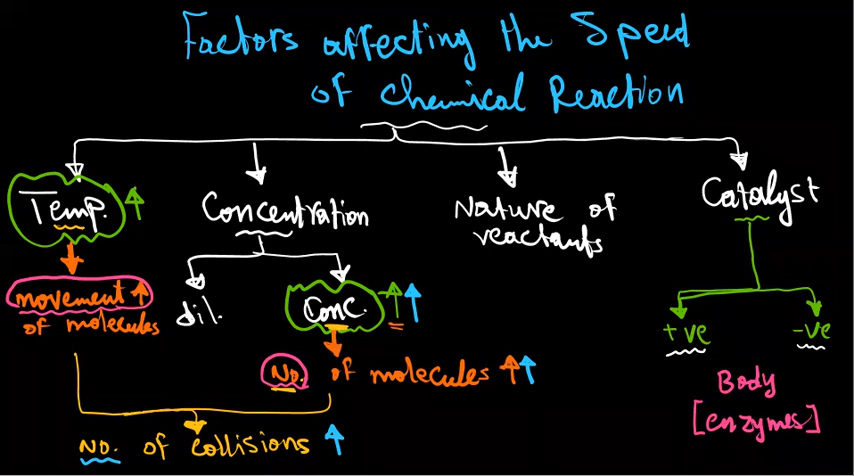 Factors affecting the Speed
of Chemical Reaction
Temp. ↑
Concentration
Nature of
reactants
Catalyst
movement ↑
of molecules
dil.
Conc. ↑↑
+ve
-ve
No. of molecules ↑↑
Body
[enzymes]
No. of collisions ↑